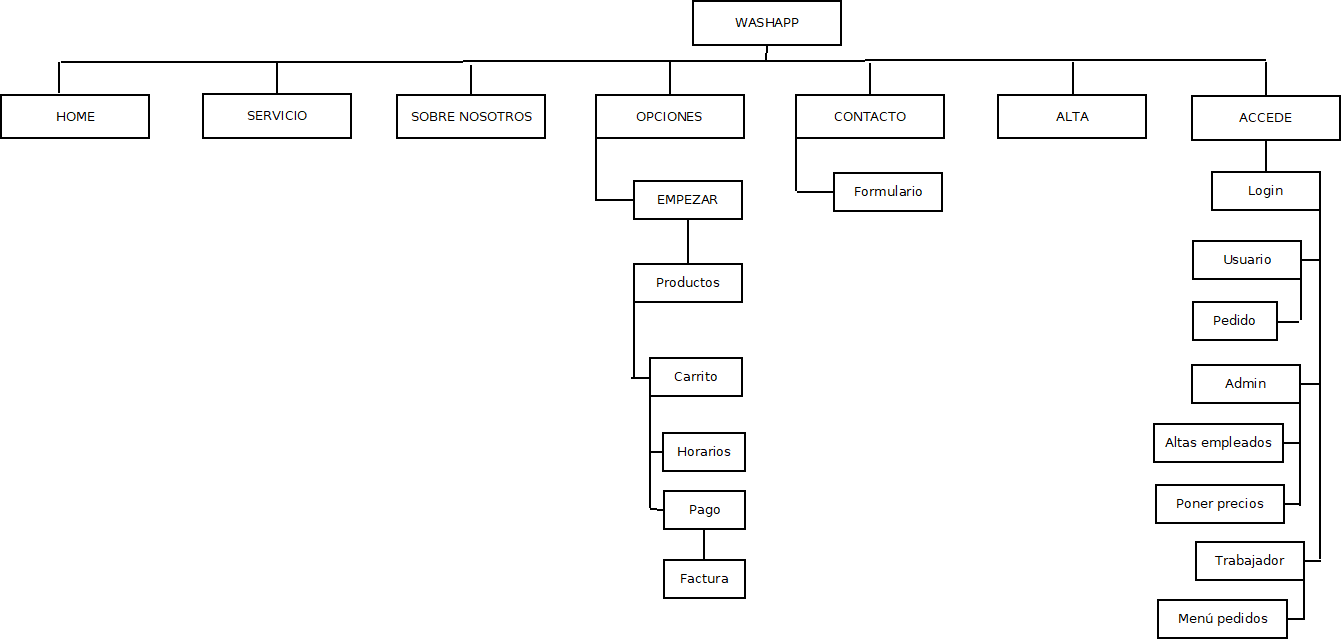 WASHAPP
HOME
SERVICIO
SOBRE NOSOTROS
OPCIONES
CONTACTO
ALTA
ACCEDE
EMPEZAR
Productos
Carrito
Horarios
Pago
Factura
Formulario
Login
Usuario
Pedido
Admin
Altas empleados
Poner precios
Trabajador
Menú pedidos